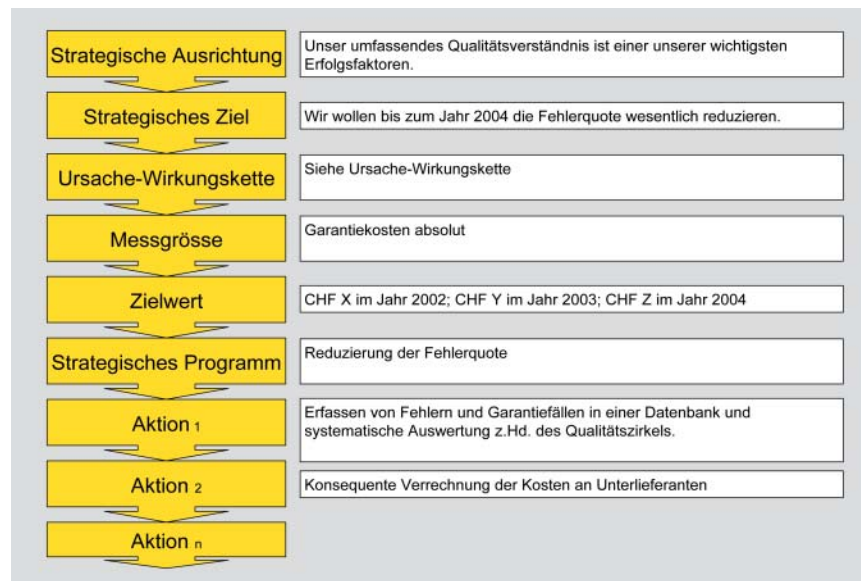 Strategische Ausrichtung
Unser umfassendes Qualitätsverständnis ist einer unserer wichtigsten
Erfolgsfaktoren.
Strategisches Ziel
Wir wollen bis zum Jahr 2004 die Fehlerquote wesentlich reduzieren.
Ursache-Wirkungskette
Siehe Ursache-Wirkungskette
Messgrösse
Garantiekosten absolut
Zielwert
CHF X im Jahr 2002; CHF Y im Jahr 2003; CHF Z im Jahr 2004
Strategisches Programm
Reduzierung der Fehlerquote
Aktion 1
Erfassen von Fehlern und Garantiefällen in einer Datenbank und
systematische Auswertung z.Hd. des Qualitätszirkels.
Aktion 2
Konsequente Verrechnung der Kosten an Unterlieferanten
Aktion n